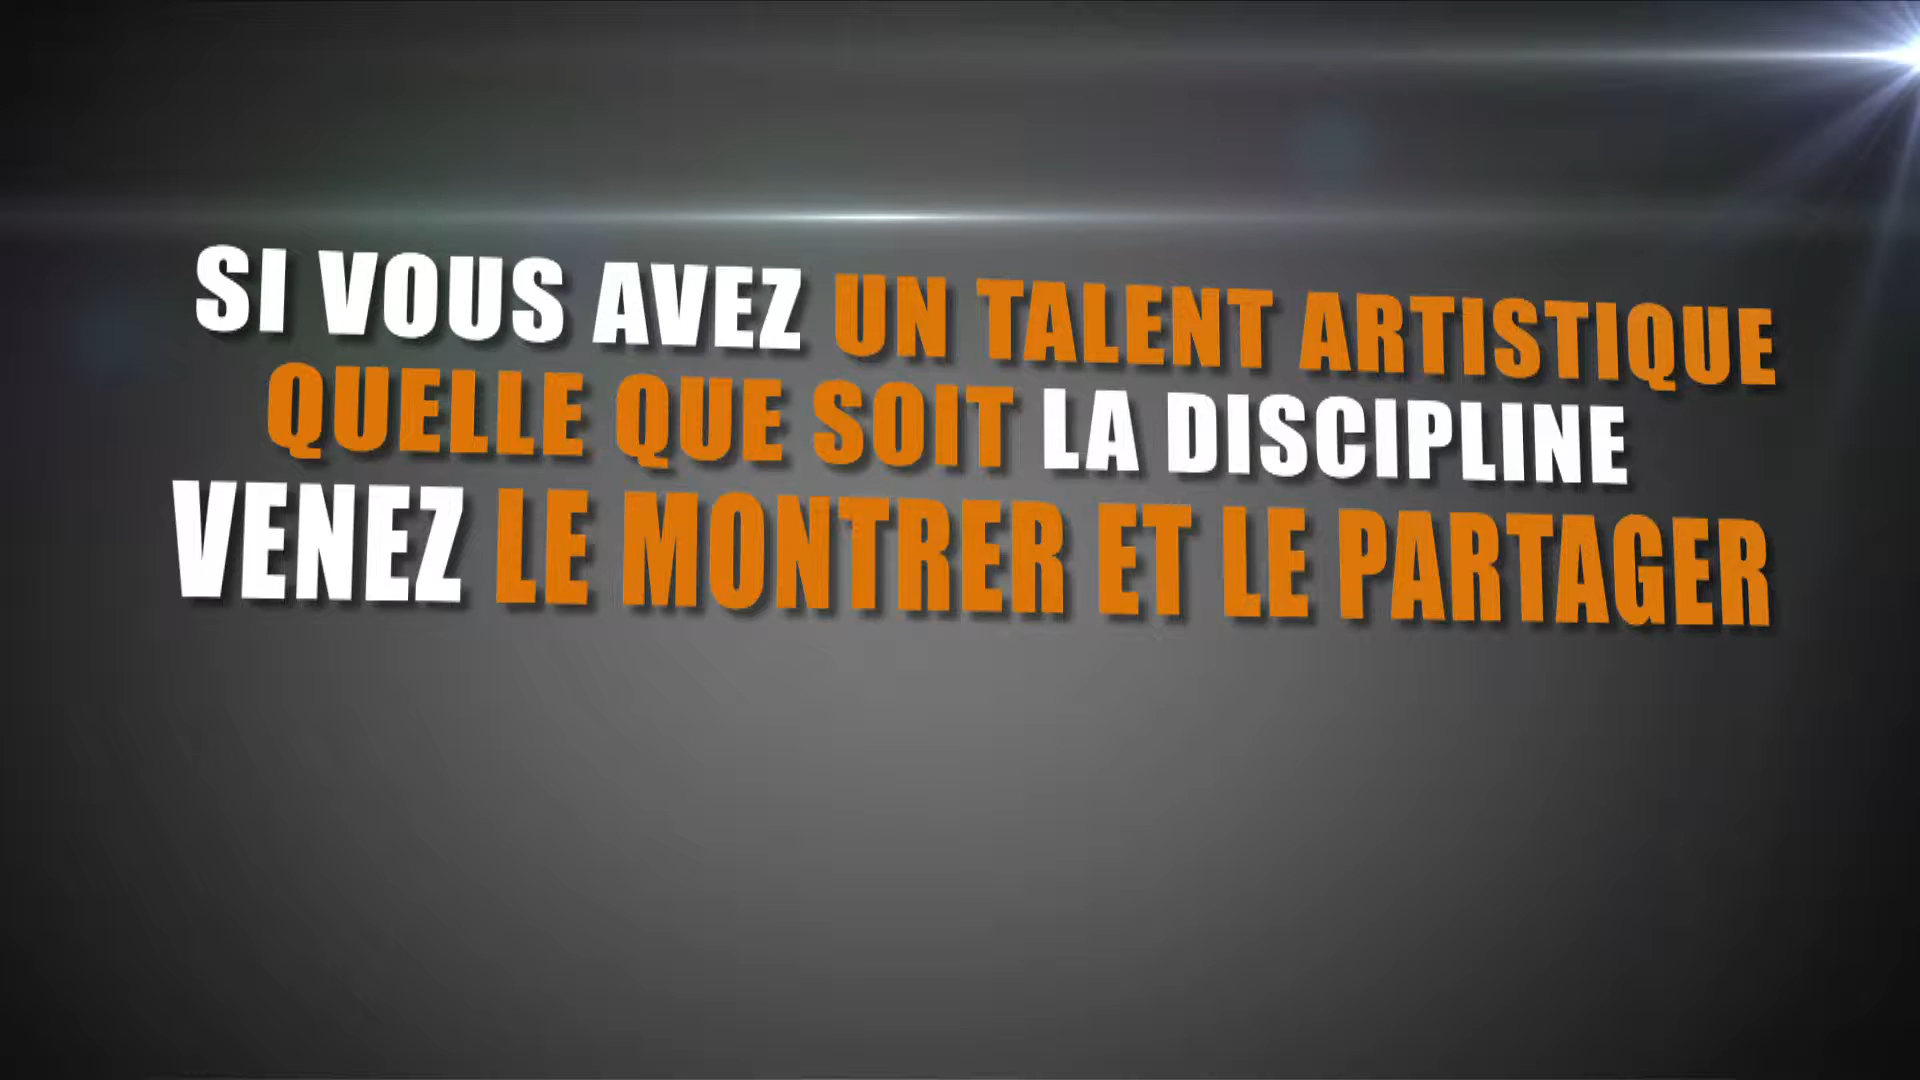 SI VOUS AVEZ UN TALENT ARTISTIQUE
QUELLE QUE SOIT LA DISCIPLINE
VENEZ LE MONTRER ET LE PARTAGER